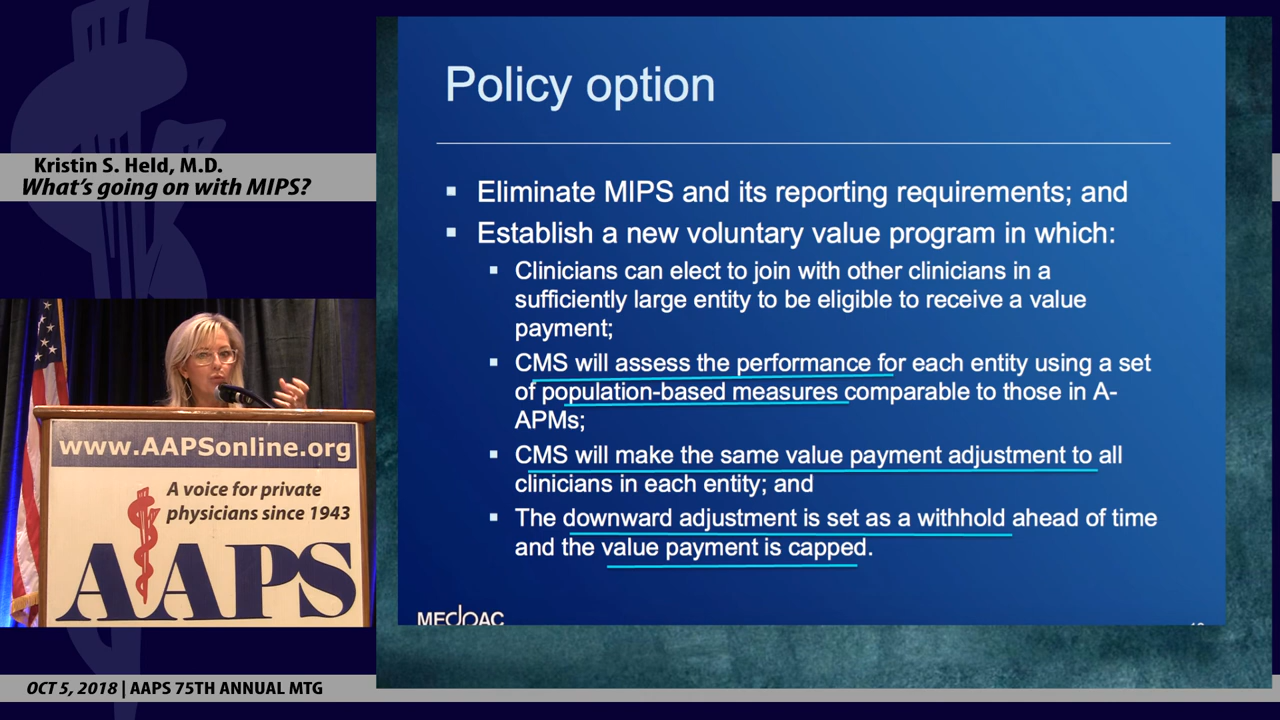 Kristin S. Held, M.D.
What's going on with MIPS?
www.AAPSonline.org
A voice for private
physicians since 1943
AAPS
OCT 5, 2018 | AAPS 75TH ANNUAL MTG
Policy option
▪ Eliminate MIPS and its reporting requirements; and
▪ Establish a new voluntary value program in which:
▪ Clinicians can elect to join with other clinicians in a
sufficiently large entity to be eligible to receive a value
payment;
▪ CMS will assess the performance for each entity using a set
of population-based measures comparable to those in A-
APMs;
▪ CMS will make the same value payment adjustment to all
clinicians in each entity; and
▪ The downward adjustment is set as a withhold ahead of time
and the value payment is capped.
MEDPAC